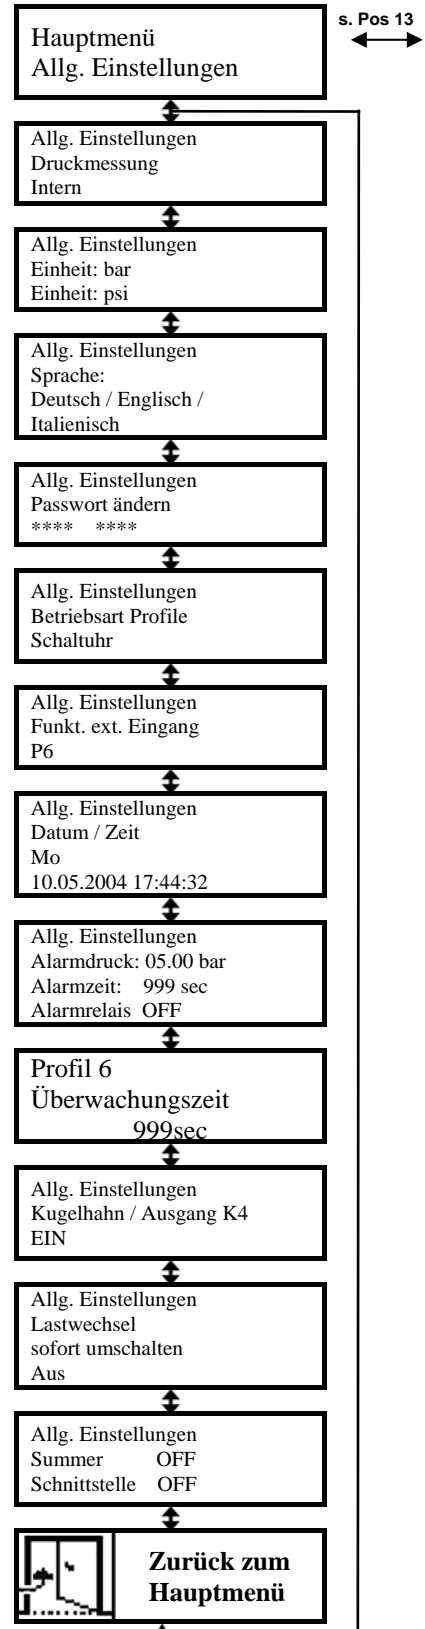 s. Pos 13
Hauptmenü
Allg. Einstellungen
Allg. Einstellungen
Druckmessung
Intern
Allg. Einstellungen
Einheit: bar
Einheit: psi
Allg. Einstellungen
Sprache:
Deutsch / Englisch /
Italienisch
Allg. Einstellungen
Passwort ändern
**** ****
Allg. Einstellungen
Betriebsart Profile
Schaltuhr
Allg. Einstellungen
Funkt. ext. Eingang
P6
Allg. Einstellungen
Datum / Zeit
Mo
10.05.2004 17:44:32
Allg. Einstellungen
Alarmdruck: 05.00 bar
Alarmzeit: 999 sec
Alarmrelais OFF
Profil 6
Überwachungszeit
999sec
Allg. Einstellungen
Kugelhahn / Ausgang K4
EIN
Allg. Einstellungen
Lastwechsel
sofort umschalten
Aus
Allg. Einstellungen
Summer OFF
Schnittstelle OFF
Zurück zum
Hauptmenü